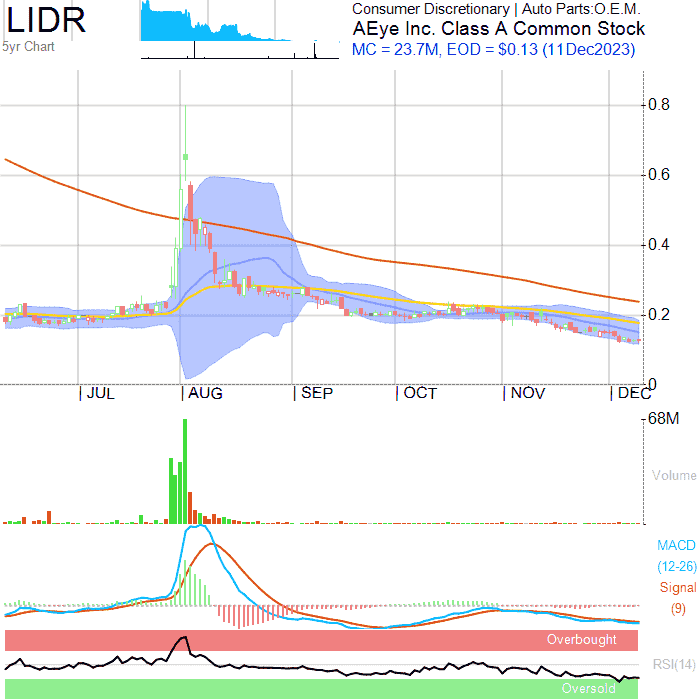 LIDR
5yr Chart
Consumer Discretionary | Auto Parts:O.E.M.
AEye Inc. Class A Common Stock
MC = 23.7M, EOD = $0.13 (11Dec2023)
0.8
0.6
0.4
0.2
0
JUL AUG SEP OCT NOV DEC
68M
Volume
MACD
(12-26)
Signal
(9)
Overbought
RSI(14)
Oversold